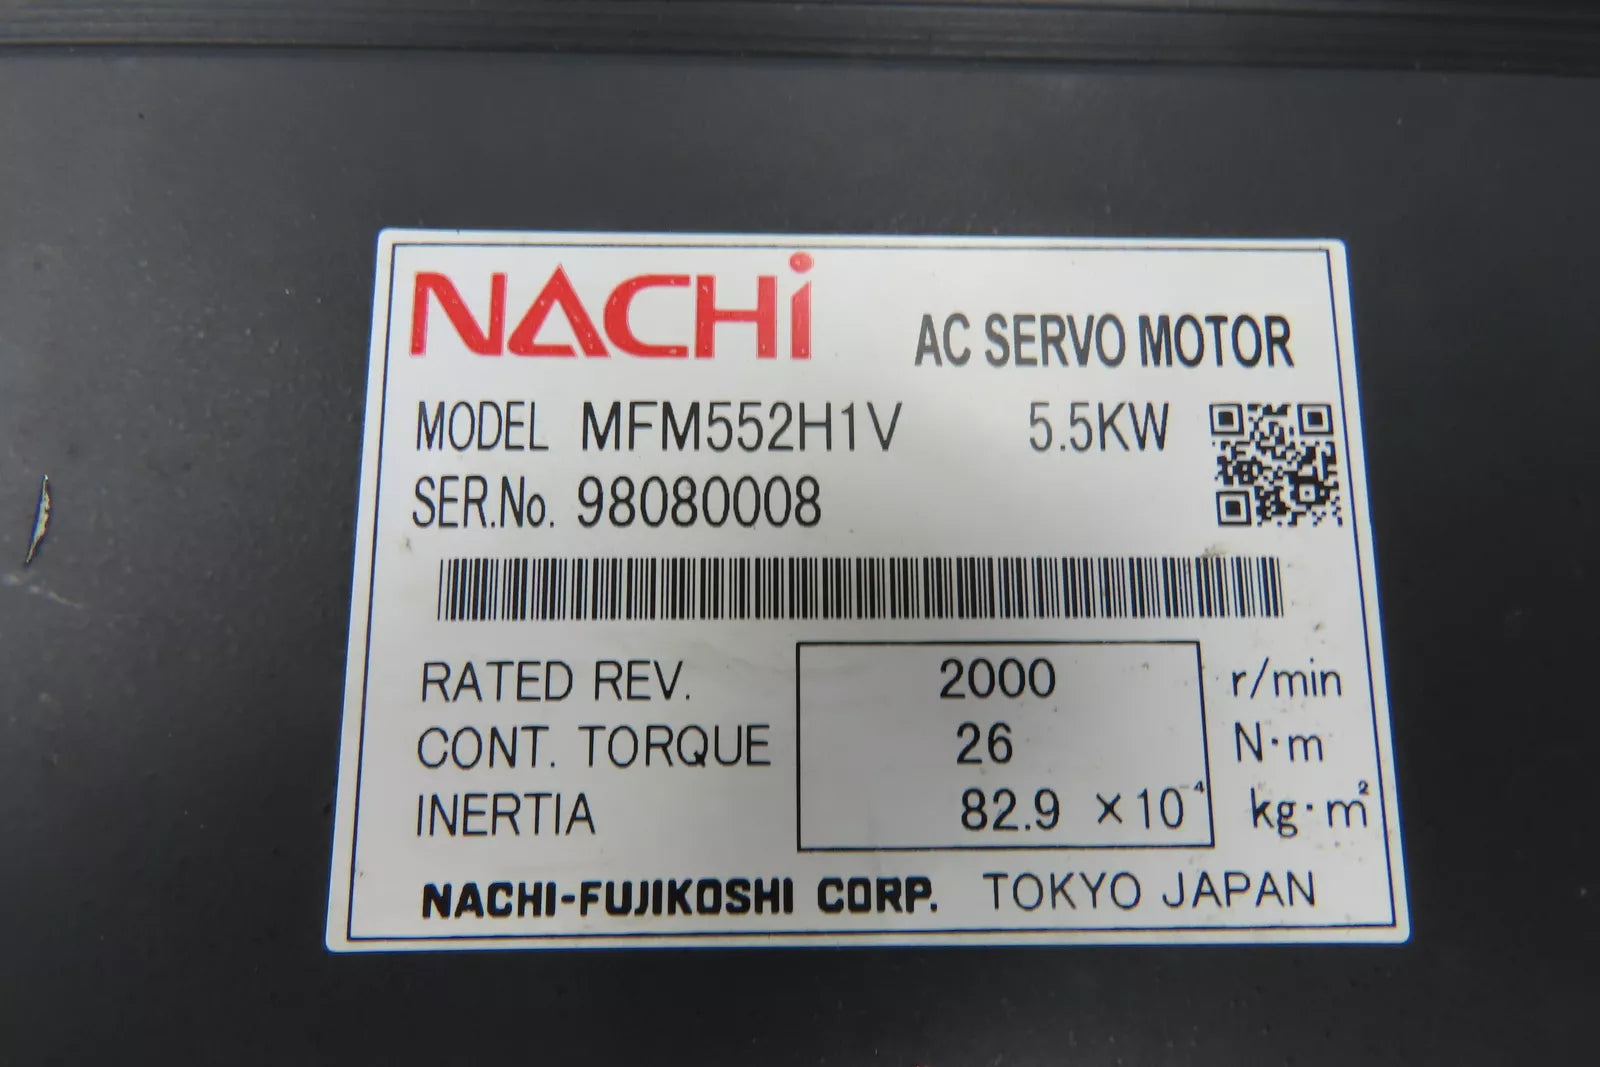 NACHi
AC SERVO MOTOR
MODEL MFM552H1V 5.5KW
SER.No. 98080008
RATED REV. 2000 r/min
CONT. TORQUE 26 N·m
INERTIA 82.9 ×10⁻⁴ kg·m²
NACHI-FUJIKOSHI CORP. TOKYO JAPAN